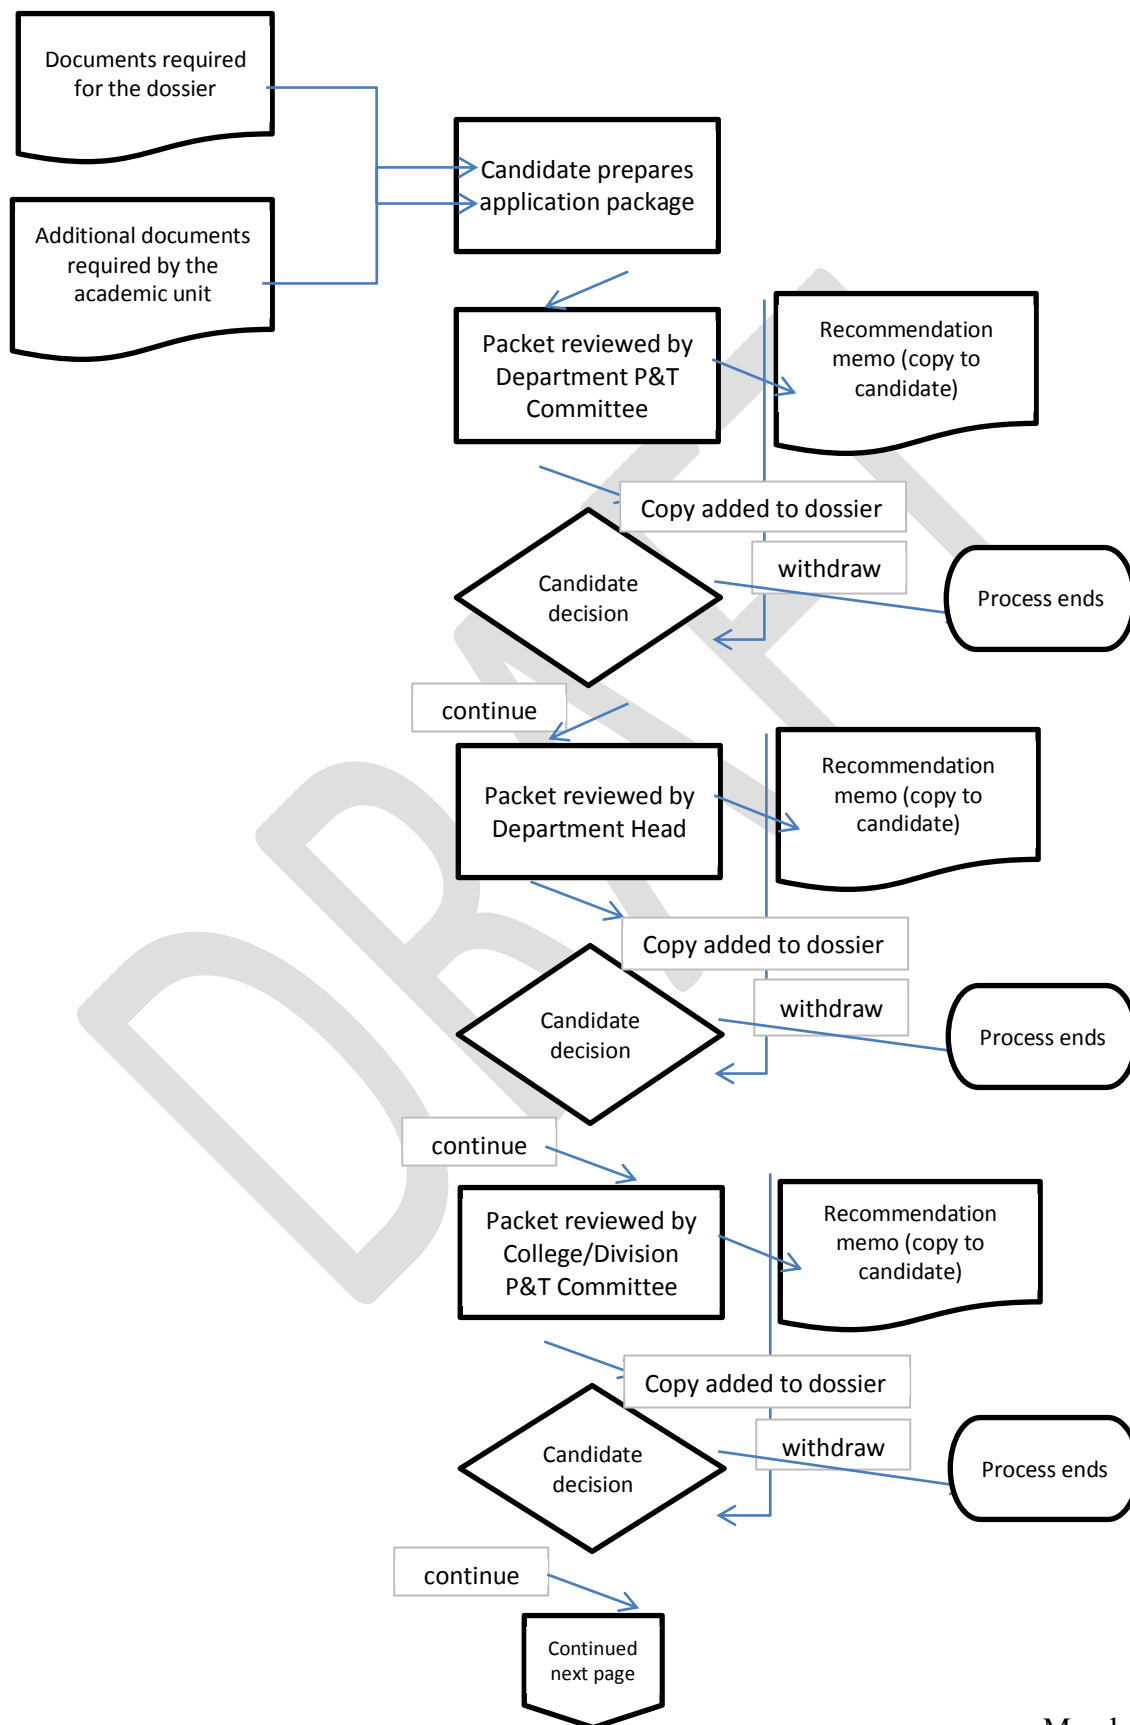 Documents required
for the dossier
Candidate prepares
application package
Additional documents
required by the
academic unit
Packet reviewed by
Department P&T
Committee
Recommendation
memo (copy to
candidate)
Copy added to dossier
withdraw
Candidate
decision
Process ends
continue
Packet reviewed by
Department Head
Recommendation
memo (copy to
candidate)
Copy added to dossier
withdraw
Candidate
decision
Process ends
continue
Packet reviewed by
College/Division
P&T Committee
Recommendation
memo (copy to
candidate)
Copy added to dossier
withdraw
Candidate
decision
Process ends
continue
Continued
next page
DRAFT